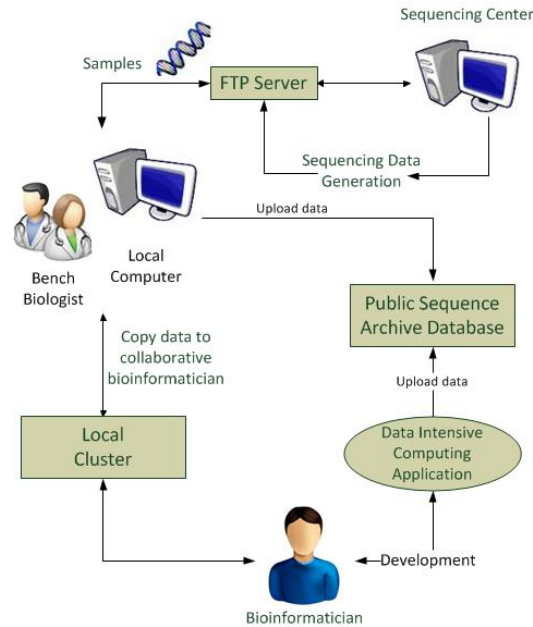 Sequencing Center
Samples
FTP Server
Sequencing Data
Generation
Upload data
Local
Computer
Bench
Biologist
Public Sequence
Archive Database
Copy data to
collaborative
bioinformatician
Upload data
Local
Cluster
Data Intensive
Computing
Application
Development
Bioinformatician